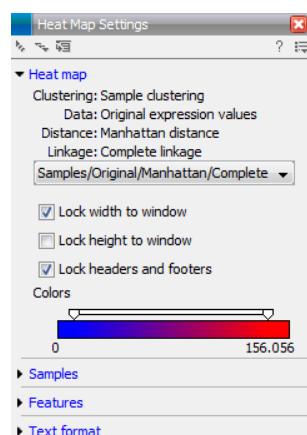 Heat Map Settings
?
Heat map
Clustering: Sample clustering
Data: Original expression values
Distance: Manhattan distance
Linkage: Complete linkage
Samples/Original/Manhattan/Complete
Lock width to window
Lock height to window
Lock headers and footers
Colors
0 156.056
Samples
Features
Text format